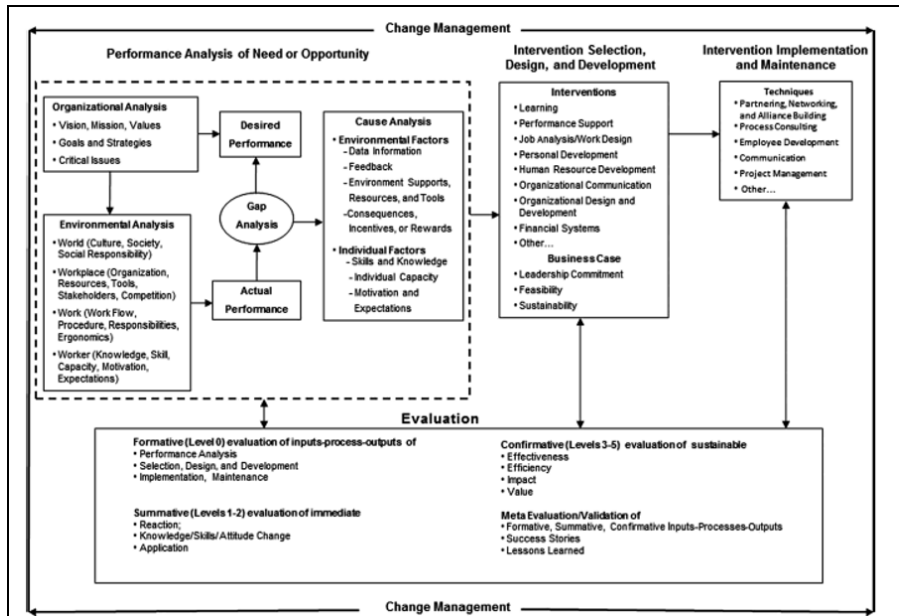 Change Management
Performance Analysis of Need or Opportunity
Intervention Selection,
Design, and Development
Intervention Implementation
and Maintenance
Organizational Analysis
• Vision, Mission, Values
• Goals and Strategies
• Critical Issues
Environmental Analysis
• World (Culture, Society,
Social Responsibility)
• Workplace (Organization,
Resources, Tools,
Stakeholders, Competition)
• Work (Work Flow,
Procedure, Responsibilities,
Ergonomics)
• Worker (Knowledge, Skill,
Capacity, Motivation,
Expectations)
Desired
Performance
Gap
Analysis
Actual
Performance
Cause Analysis
• Environmental Factors
– Data Information
– Feedback
– Environment Supports,
Resources, and Tools
– Consequences,
Incentives, or Rewards
• Individual Factors
– Skills and Knowledge
– Individual Capacity
– Motivation and
Expectations
Interventions
• Learning
• Performance Support
• Job Analysis/Work Design
• Personal Development
• Human Resource Development
• Organizational Communication
• Organizational Design and
Development
• Financial Systems
• Other...
Business Case
• Leadership Commitment
• Feasibility
• Sustainability
Techniques
• Partnering, Networking,
and Alliance Building
• Process Consulting
• Employee Development
• Communication
• Project Management
• Other...
Evaluation
Formative (Level 0) evaluation of inputs-process-outputs of
• Performance Analysis
• Selection, Design, and Development
• Implementation, Maintenance
Summative (Levels 1-2) evaluation of immediate
• Reaction;
• Knowledge/Skills/Attitude Change
• Application
Confirmative (Levels 3-5) evaluation of sustainable
• Effectiveness
• Efficiency
• Impact
• Value
Meta Evaluation/Validation of
• Formative, Summative, Confirmative Inputs-Processes-Outputs
• Success Stories
• Lessons Learned
Change Management